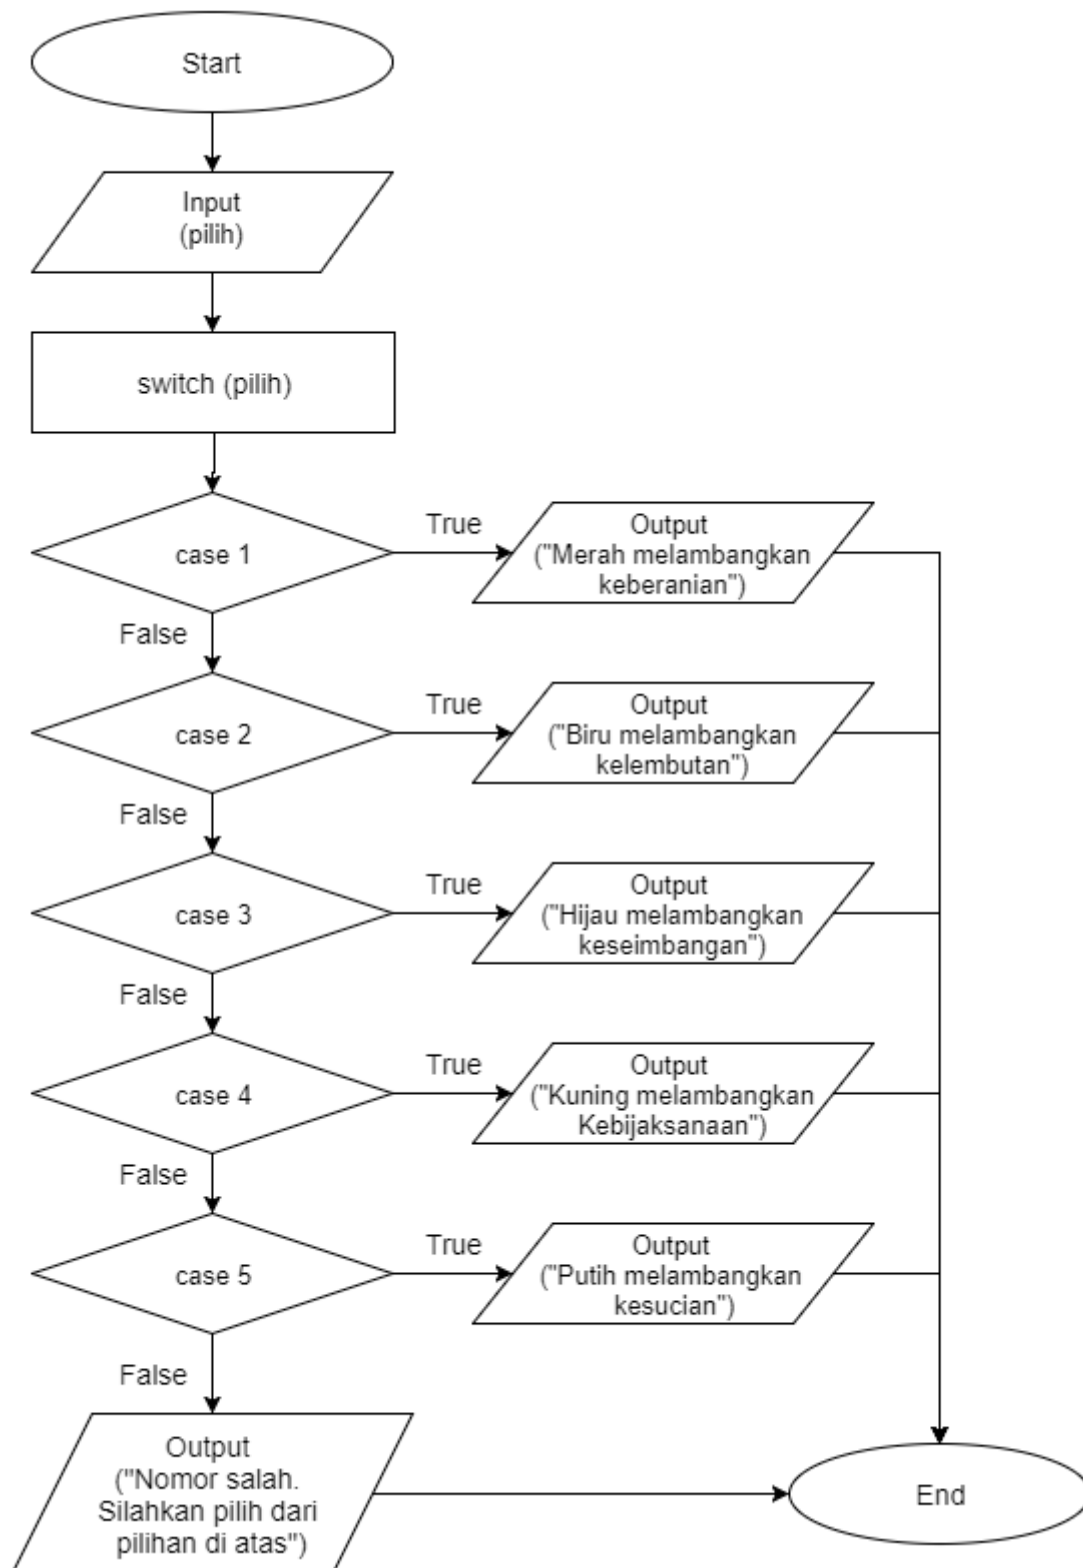 Start
Input
(pilih)
switch (pilih)
case 1
True
Output
("Merah melambangkan
keberanian")
False
case 2
True
Output
("Biru melambangkan
kelembutan")
False
case 3
True
Output
("Hijau melambangkan
keseimbangan")
False
case 4
True
Output
("Kuning melambangkan
Kebijaksanaan")
False
case 5
True
Output
("Putih melambangkan
kesucian")
False
Output
("Nomor salah.
Silahkan pilih dari
pilihan di atas")
End